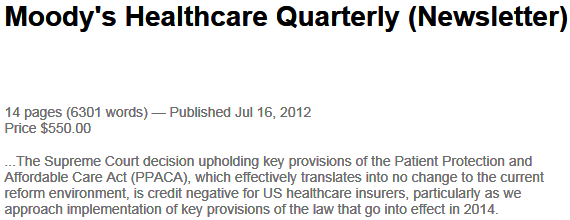 Moody's Healthcare Quarterly (Newsletter)
14 pages (6301 words) — Published Jul 16, 2012
Price $550.00
...The Supreme Court decision upholding key provisions of the Patient Protection and
Affordable Care Act (PPACA), which effectively translates into no change to the current
reform environment, is credit negative for US healthcare insurers, particularly as we
approach implementation of key provisions of the law that go into effect in 2014.